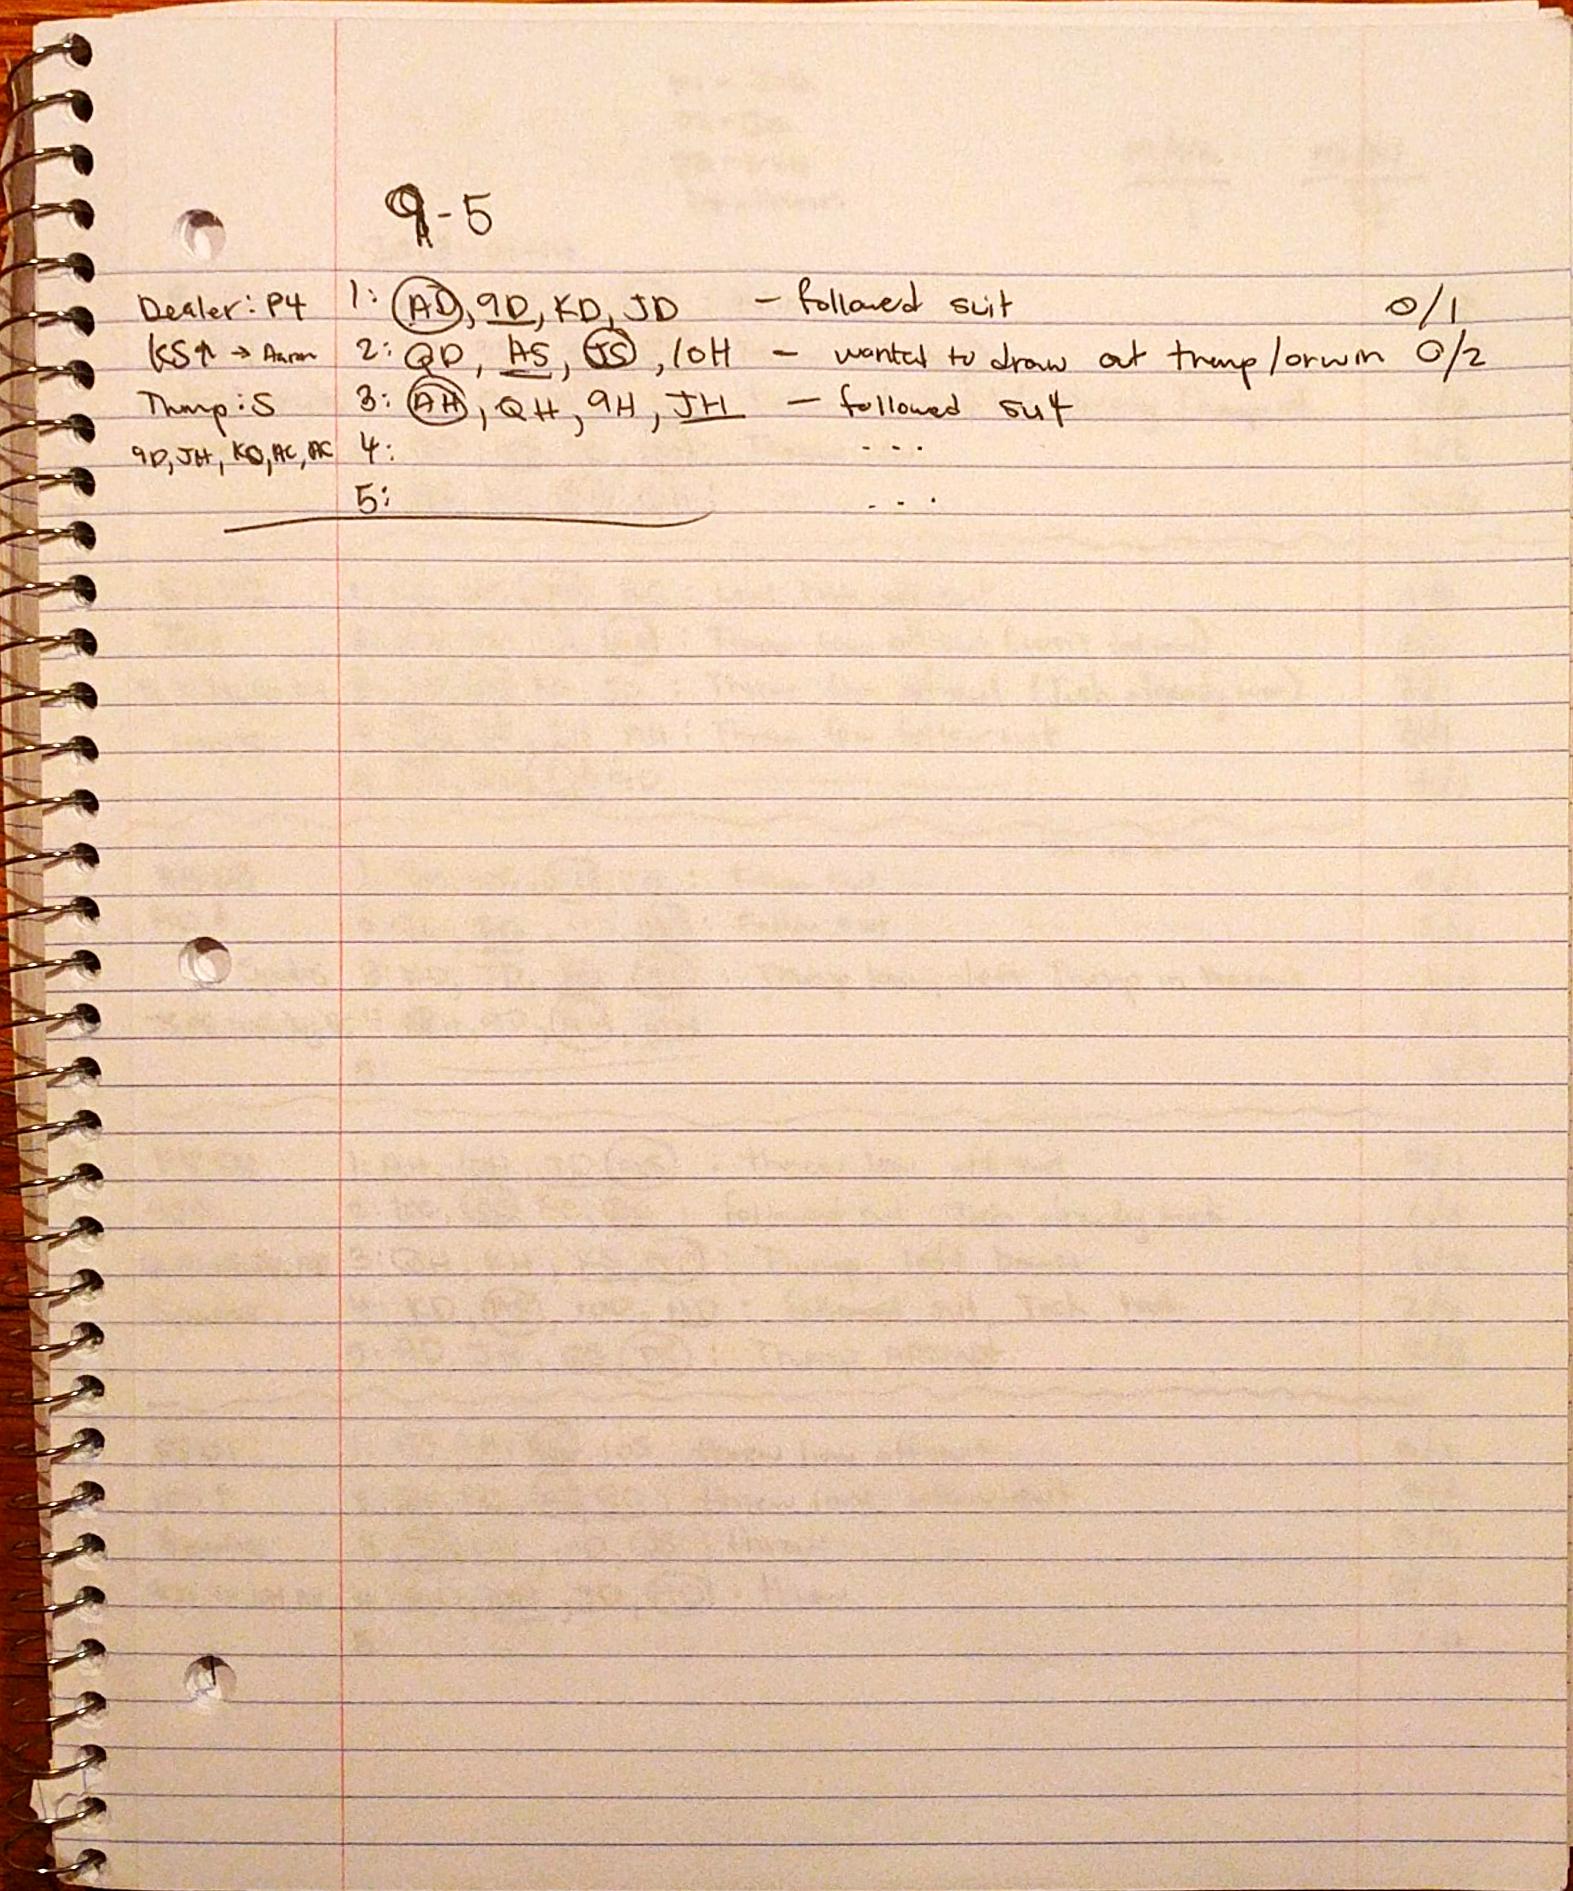 9-5
Dealer: P4 1: AD, 9D, KD, JD - followed suit 0/1
KS↑ → Aaron 2: QD, AS, JS, 10H - wanted to draw out trump/or win 0/2
Trump: S 3: AH, QH, 9H, JH - followed suit
9D, JH, KD, AC, AC 4: ...
5: ...